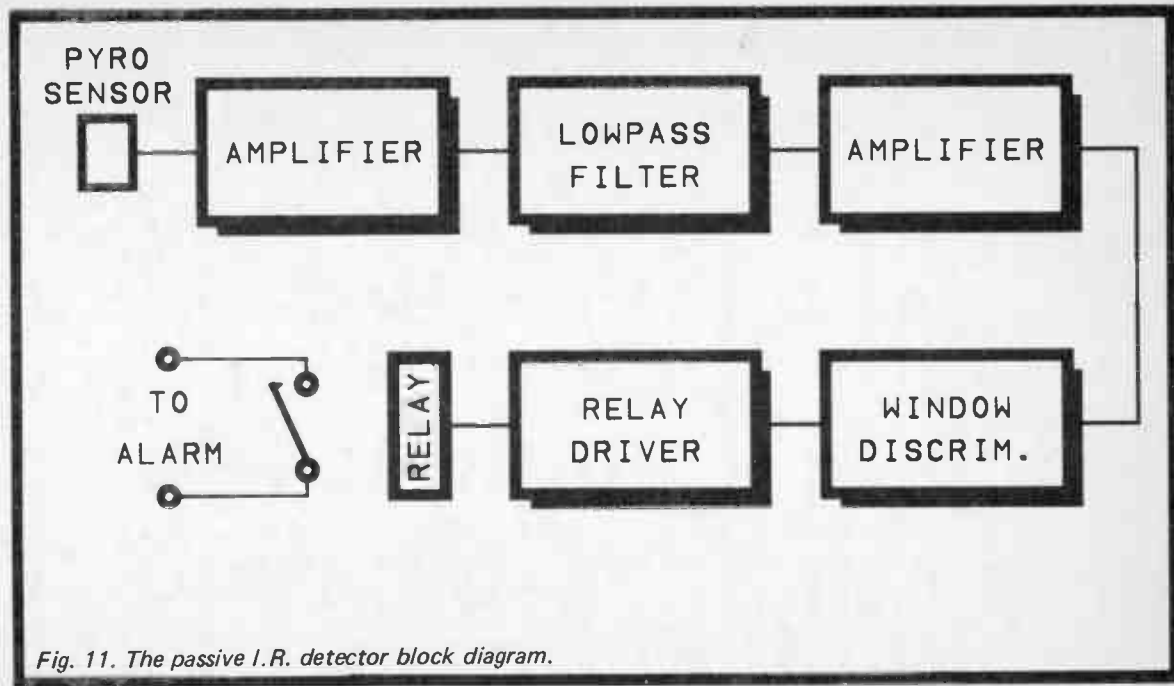 PYRO
SENSOR
AMPLIFIER
LOWPASS
FILTER
AMPLIFIER
TO
ALARM
RELAY
RELAY
DRIVER
WINDOW
DISCRIM.
Fig. 11. The passive I.R. detector block diagram.